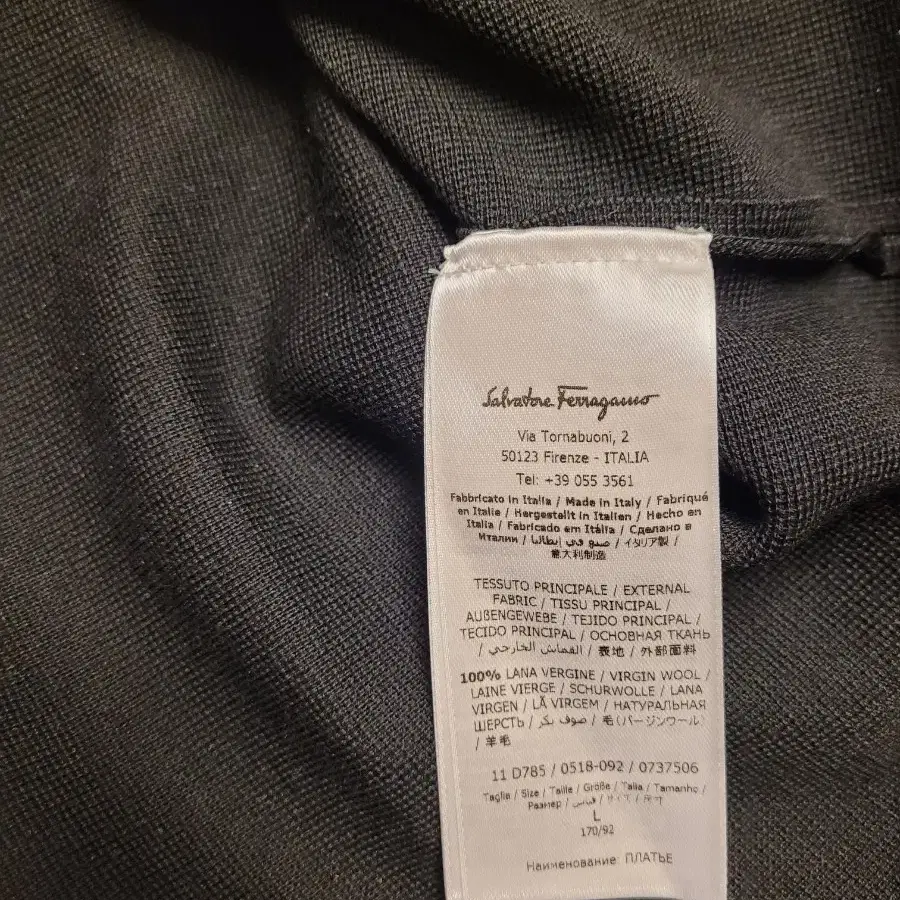 Salvatore Ferragamo
Via Tornabuoni, 2
50123 Firenze - ITALIA
Tel: +39 055 3561
Fabbricato in Italia / Made in Italy / Fabriqué
en Italie / Hergestellt in Italien / Hecho en
Italia / Fabricado em Itália / Сделано в
Италии / صنع في إيطاليا / イタリア製 /
意大利制造
TESSUTO PRINCIPALE / EXTERNAL
FABRIC / TISSU PRINCIPAL /
AUßENGEWEBE / TEJIDO PRINCIPAL /
TECIDO PRINCIPAL / ОСНОВНАЯ ТКАНЬ
/ القماش الخارجي / 表地 / 外部面料
100% LANA VERGINE / VIRGIN WOOL /
LAINE VIERGE / SCHURWOLLE / LANA
VIRGEN / LÃ VIRGEM / НАТУРАЛЬНАЯ
ШЕРСТЬ / صوف بكر / 毛(バージンウール)
/ 羊毛
11 D785 / 0518-092 / 0737506
Taglia / Size / Taille / Größe / Talla / Tamanho /
Размер / قياس / サイズ / 尺寸
L
170/92
Наименование ПЛАТЬЕ